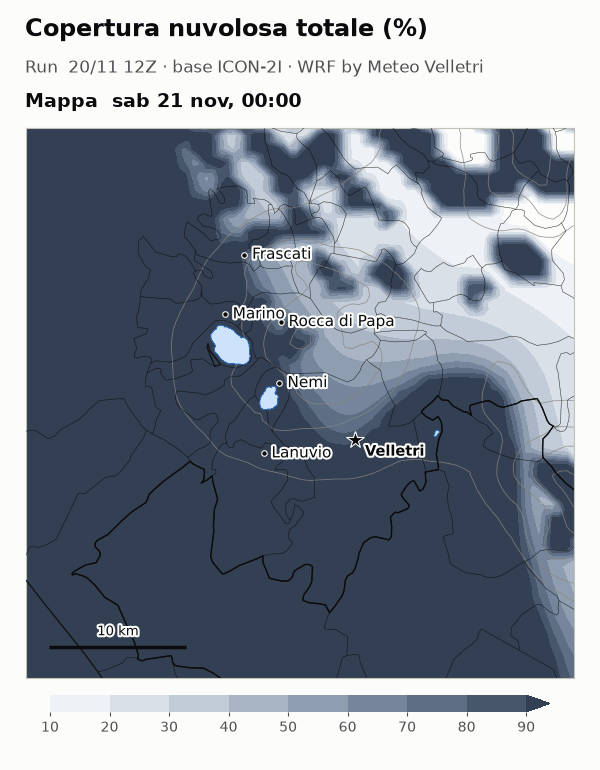 Copertura nuvolosa totale (%)
Run 20/11 12Z · base ICON-2I · WRF by Meteo Velletri
Mappa sab 21 nov, 00:00
Frascati
Marino
Rocca di Papa
Nemi
Velletri
Lanuvio
10 km
10 20 30 40 50 60 70 80 90